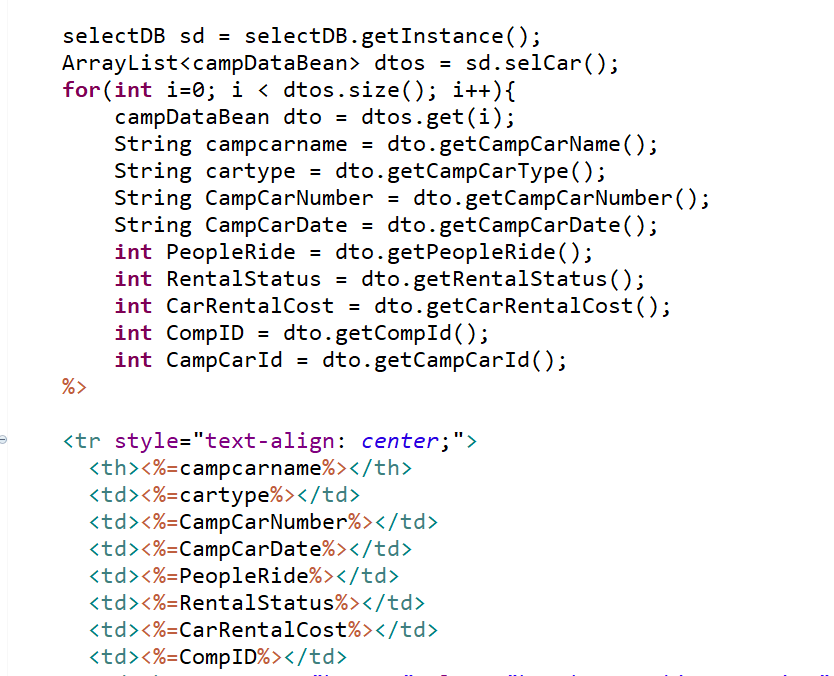 selectDB sd = selectDB.getInstance();
ArrayList<campDataBean> dtos = sd.selCar();
for(int i=0; i < dtos.size(); i++){
campDataBean dto = dtos.get(i);
String campcarname = dto.getCampCarName();
String cartype = dto.getCampCarType();
String CampCarNumber = dto.getCampCarNumber();
String CampCarDate = dto.getCampCarDate();
int PeopleRide = dto.getPeopleRide();
int RentalStatus = dto.getRentalStatus();
int CarRentalCost = dto.getCarRentalCost();
int CompID = dto.getCompId();
int CampCarId = dto.getCampCarId();
%>
<tr style="text-align: center;">
<th><%=campcarname%></th>
<td><%=cartype%></td>
<td><%=CampCarNumber%></td>
<td><%=CampCarDate%></td>
<td><%=PeopleRide%></td>
<td><%=RentalStatus%></td>
<td><%=CarRentalCost%></td>
<td><%=CompID%></td>